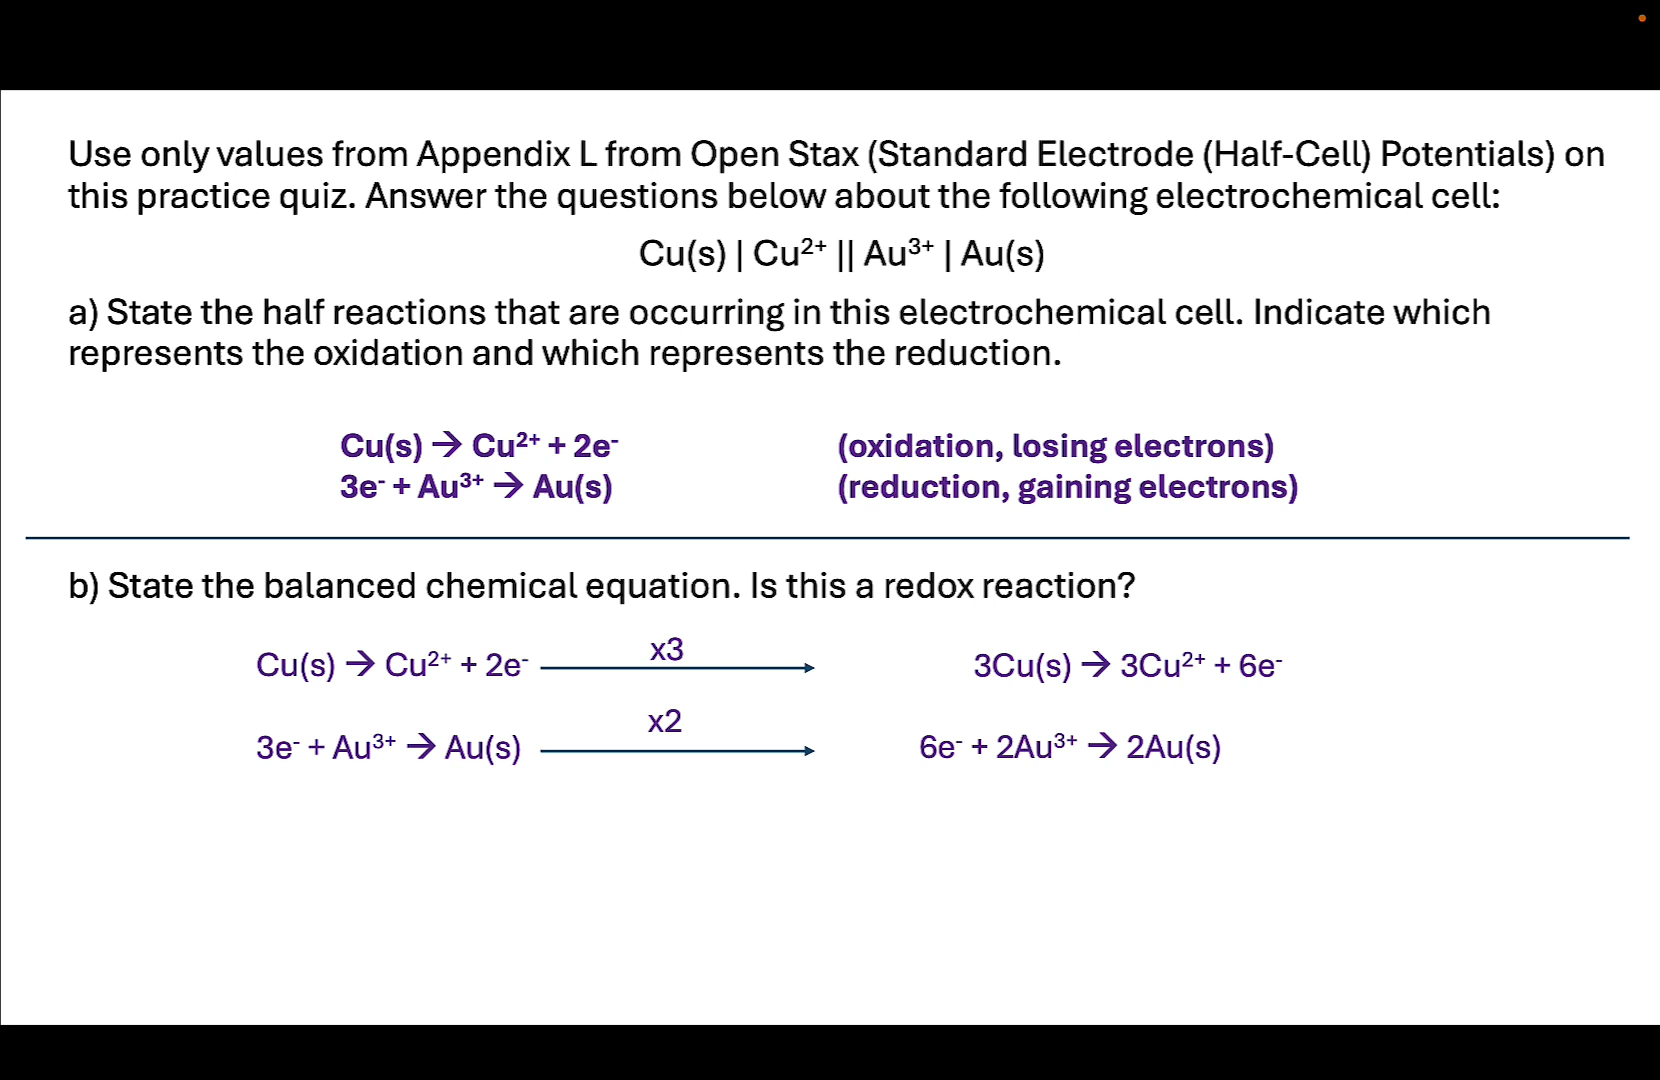 Use only values from Appendix L from Open Stax (Standard Electrode (Half-Cell) Potentials) on
this practice quiz. Answer the questions below about the following electrochemical cell:
Cu(s) | Cu²⁺ || Au³⁺ | Au(s)
a) State the half reactions that are occurring in this electrochemical cell. Indicate which
represents the oxidation and which represents the reduction.
Cu(s) → Cu²⁺ + 2e⁻ (oxidation, losing electrons)
3e⁻ + Au³⁺ → Au(s) (reduction, gaining electrons)
b) State the balanced chemical equation. Is this a redox reaction?
x3
Cu(s) → Cu²⁺ + 2e⁻ 3Cu(s) → 3Cu²⁺ + 6e⁻
x2
3e⁻ + Au³⁺ → Au(s) 6e⁻ + 2Au³⁺ → 2Au(s)